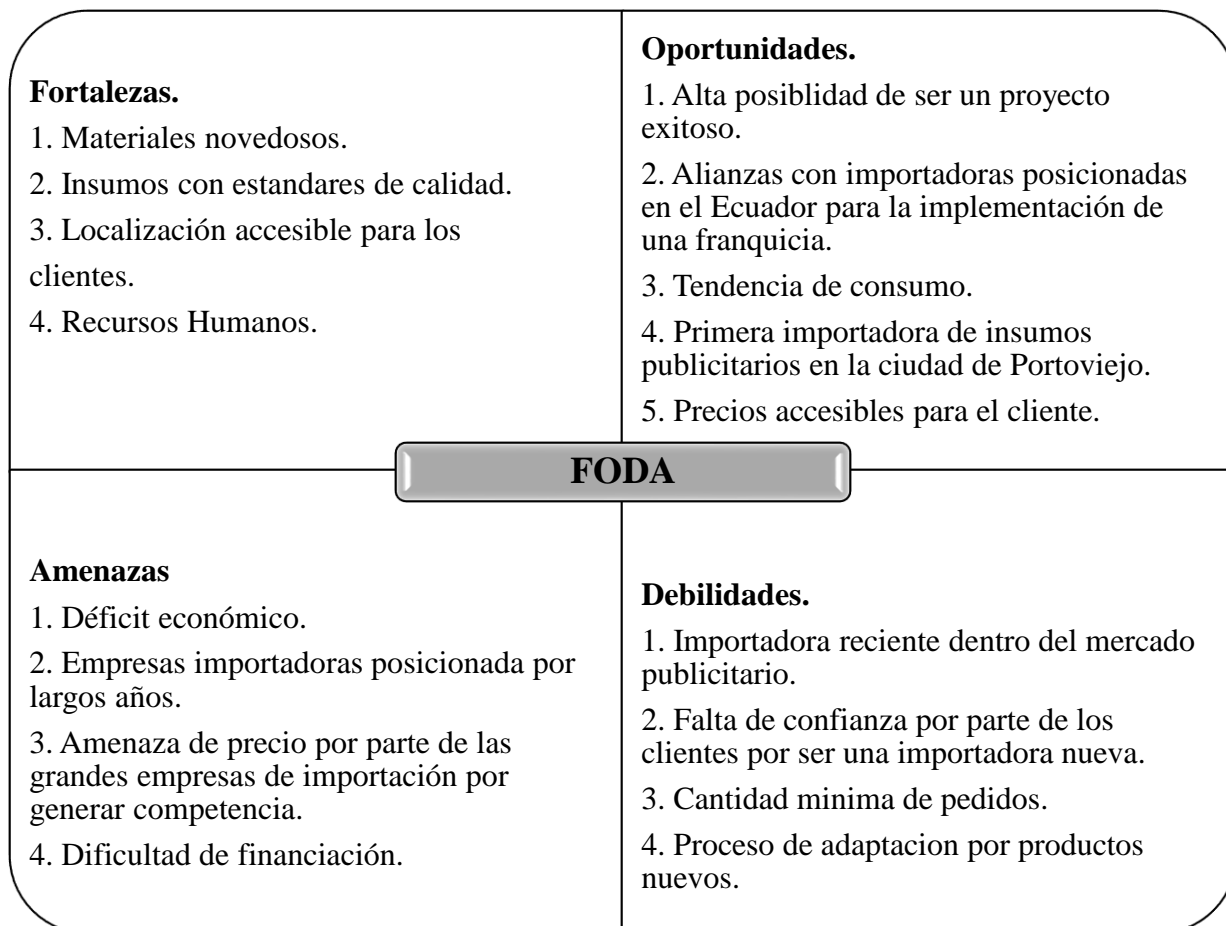 Fortalezas.
1. Materiales novedosos.
2. Insumos con estandares de calidad.
3. Localización accesible para los
clientes.
4. Recursos Humanos.
Oportunidades.
1. Alta posiblidad de ser un proyecto
exitoso.
2. Alianzas con importadoras posicionadas
en el Ecuador para la implementación de
una franquicia.
3. Tendencia de consumo.
4. Primera importadora de insumos
publicitarios en la ciudad de Portoviejo.
5. Precios accesibles para el cliente.
FODA
Amenazas
1. Déficit económico.
2. Empresas importadoras posicionada por
largos años.
3. Amenaza de precio por parte de las
grandes empresas de importación por
generar competencia.
4. Dificultad de financiación.
Debilidades.
1. Importadora reciente dentro del mercado
publicitario.
2. Falta de confianza por parte de los
clientes por ser una importadora nueva.
3. Cantidad minima de pedidos.
4. Proceso de adaptacion por productos
nuevos.